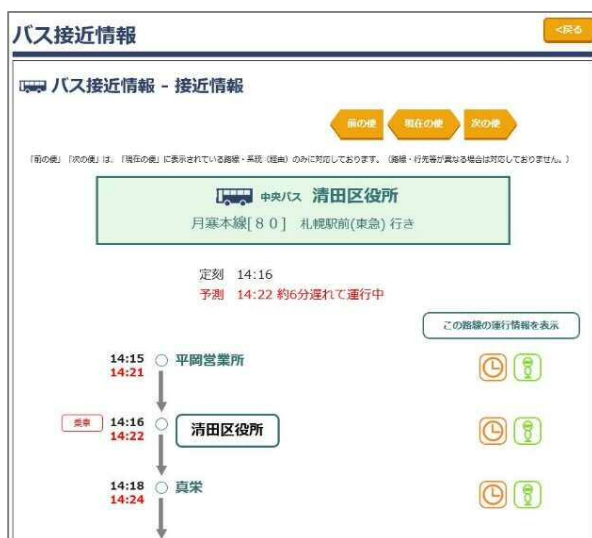 バス接近情報
<戻る
バス接近情報 - 接近情報
前の便 現在の便 次の便
「前の便」「次の便」は、「現在の便」に表示されている路線・系統（経由）のみに対応しております。（路線・行先等が異なる場合は対応しておりません。）
中央バス 清田区役所
月寒本線[８０] 札幌駅前(東急) 行き
定刻 14:16
予測 14:22 約6分遅れて運行中
この路線の運行情報を表示
14:15 平岡営業所
14:21
乗車 14:16 清田区役所
14:22
14:18 真栄
14:24